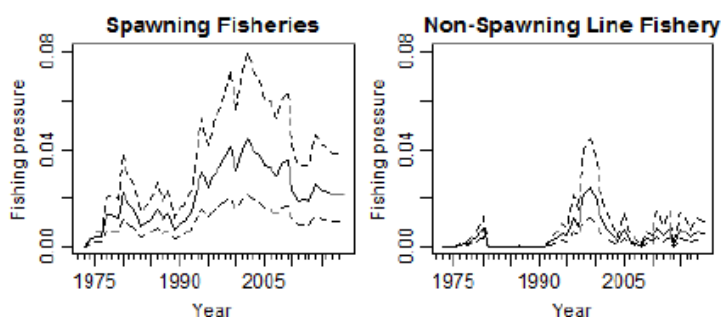 Spawning Fisheries
Fishing pressure
0.00 0.04 0.08
1975 1990 2005
Year
Non-Spawning Line Fishery
Fishing pressure
0.00 0.04 0.08
1975 1990 2005
Year